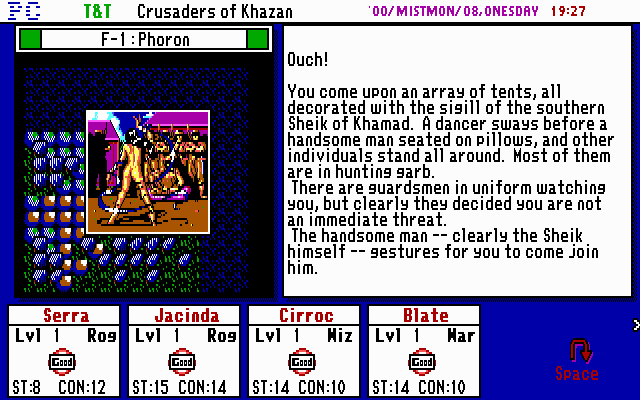 FC T&T Crusaders of Khazan '00/MISTMON/08,ONESDAY 19:27
F-1:Phoron
Ouch!
You come upon an array of tents, all
decorated with the sigill of the southern
Sheik of Khamad. A dancer sways before a
handsome man seated on pillows, and other
individuals stand all around. Most of them
are in hunting garb.
There are guardsmen in uniform watching
you, but clearly they decided you are not
an immediate threat.
The handsome man -- clearly the Sheik
himself -- gestures for you to come join
him.
Serra Jacinda Cirroc Blate
Lvl 1 Rog Lvl 1 Rog Lvl 1 Wiz Lvl 1 War
Good Good Good Good
ST:8 CON:12 ST:15 CON:14 ST:14 CON:10 ST:14 CON:10
Space